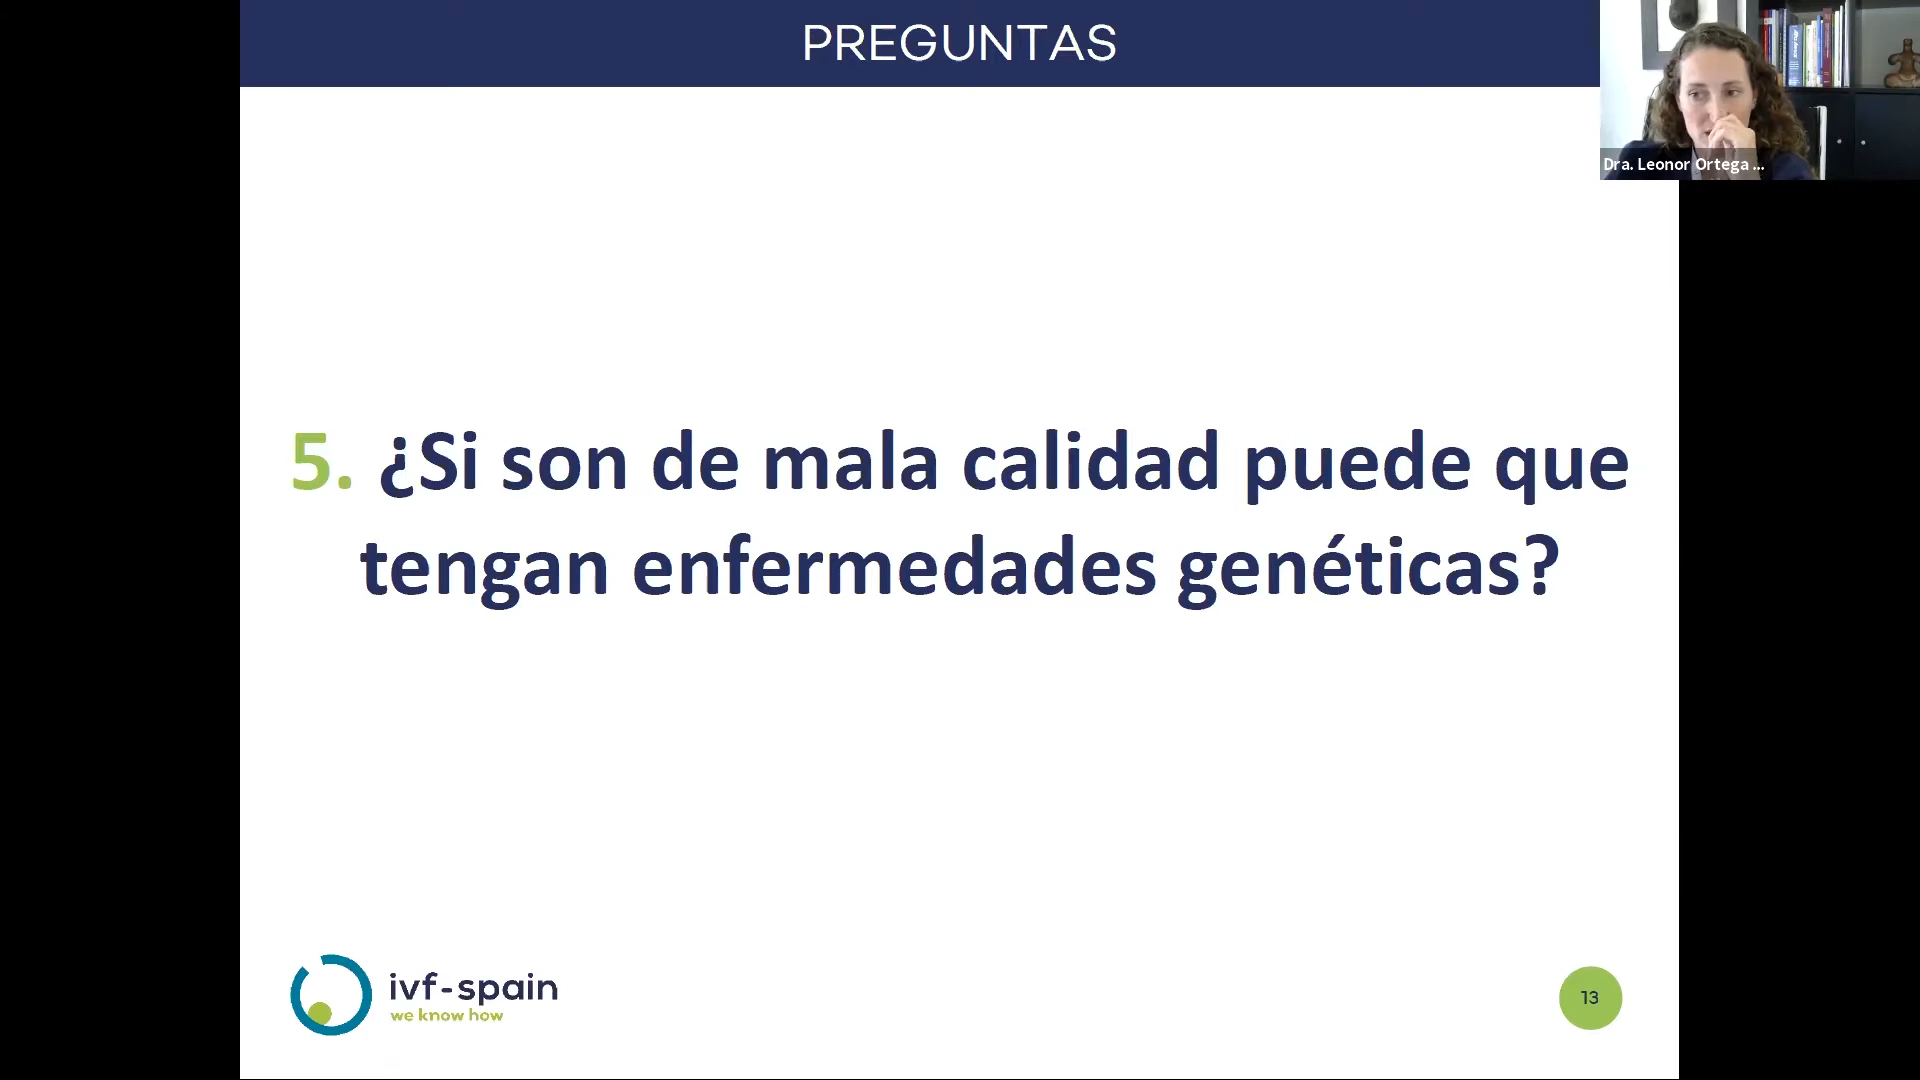 PREGUNTAS
Dra. Leonor Ortega ...
5. ¿Si son de mala calidad puede que
tengan enfermedades genéticas?
ivf-spain
we know how
13